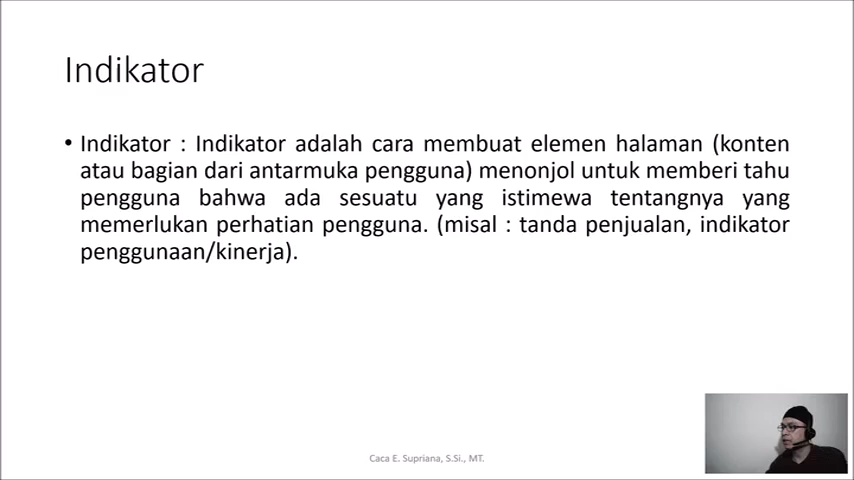 Indikator
• Indikator : Indikator adalah cara membuat elemen halaman (konten
atau bagian dari antarmuka pengguna) menonjol untuk memberi tahu
pengguna bahwa ada sesuatu yang istimewa tentangnya yang
memerlukan perhatian pengguna. (misal : tanda penjualan, indikator
penggunaan/kinerja).
Caca E. Supriana, S.Si., MT.